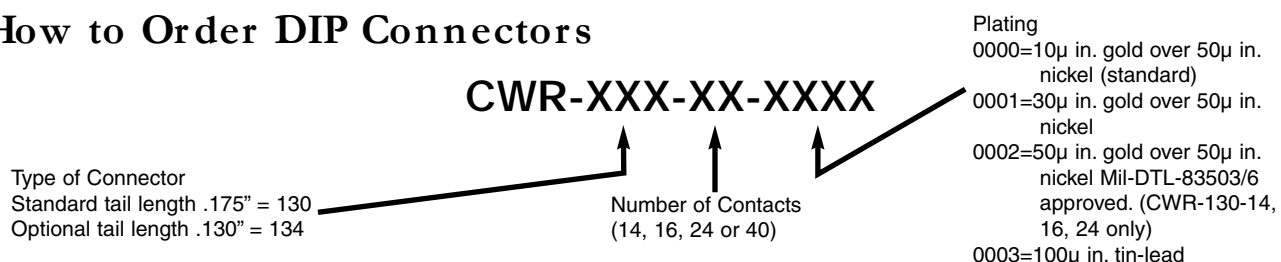 How to Order DIP Connectors
CWR-XXX-XX-XXXX
Type of Connector
Standard tail length .175” = 130
Optional tail length .130” = 134
Number of Contacts
(14, 16, 24 or 40)
Plating
0000=10µ in. gold over 50µ in.
nickel (standard)
0001=30µ in. gold over 50µ in.
nickel
0002=50µ in. gold over 50µ in.
nickel Mil-DTL-83503/6
approved. (CWR-130-14,
16, 24 only)
0003=100µ in. tin-lead